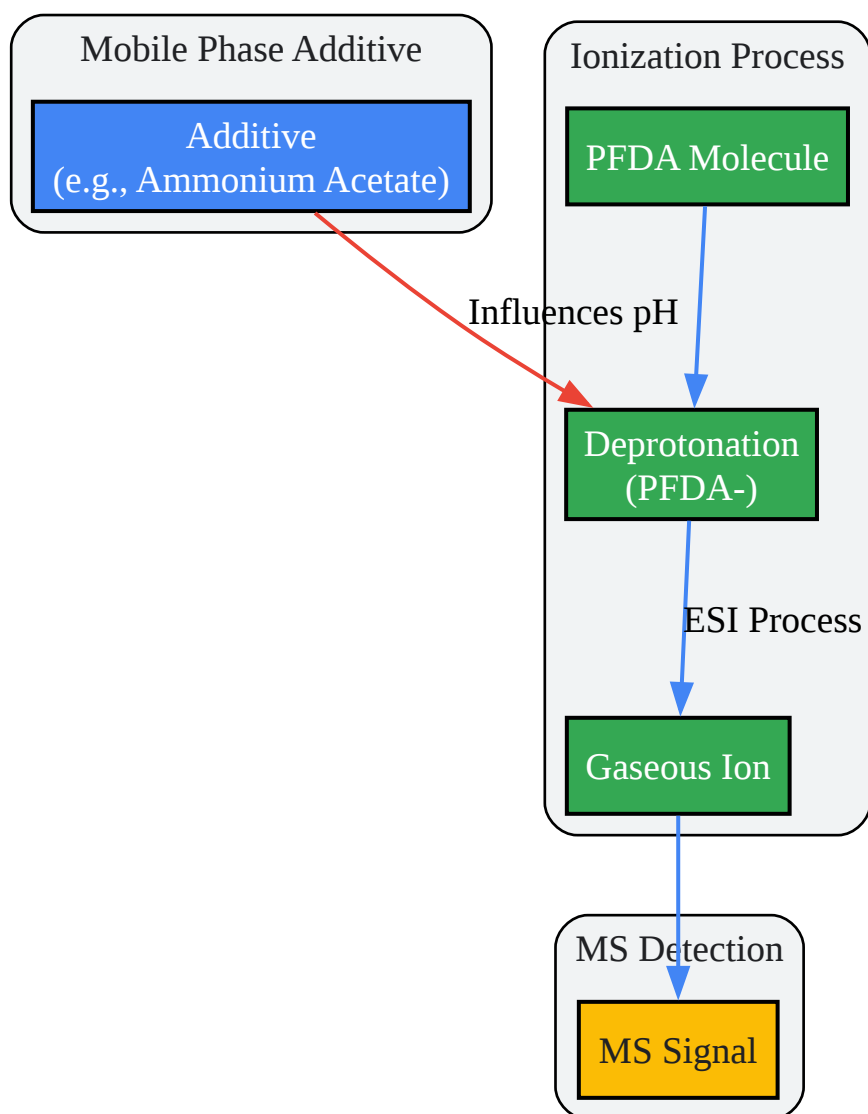 Mobile Phase Additive
Additive
(e.g., Ammonium Acetate)
Ionization Process
PFDA Molecule
Influences pH
Deprotonation
(PFDA-)
ESI Process
Gaseous Ion
MS Detection
MS Signal